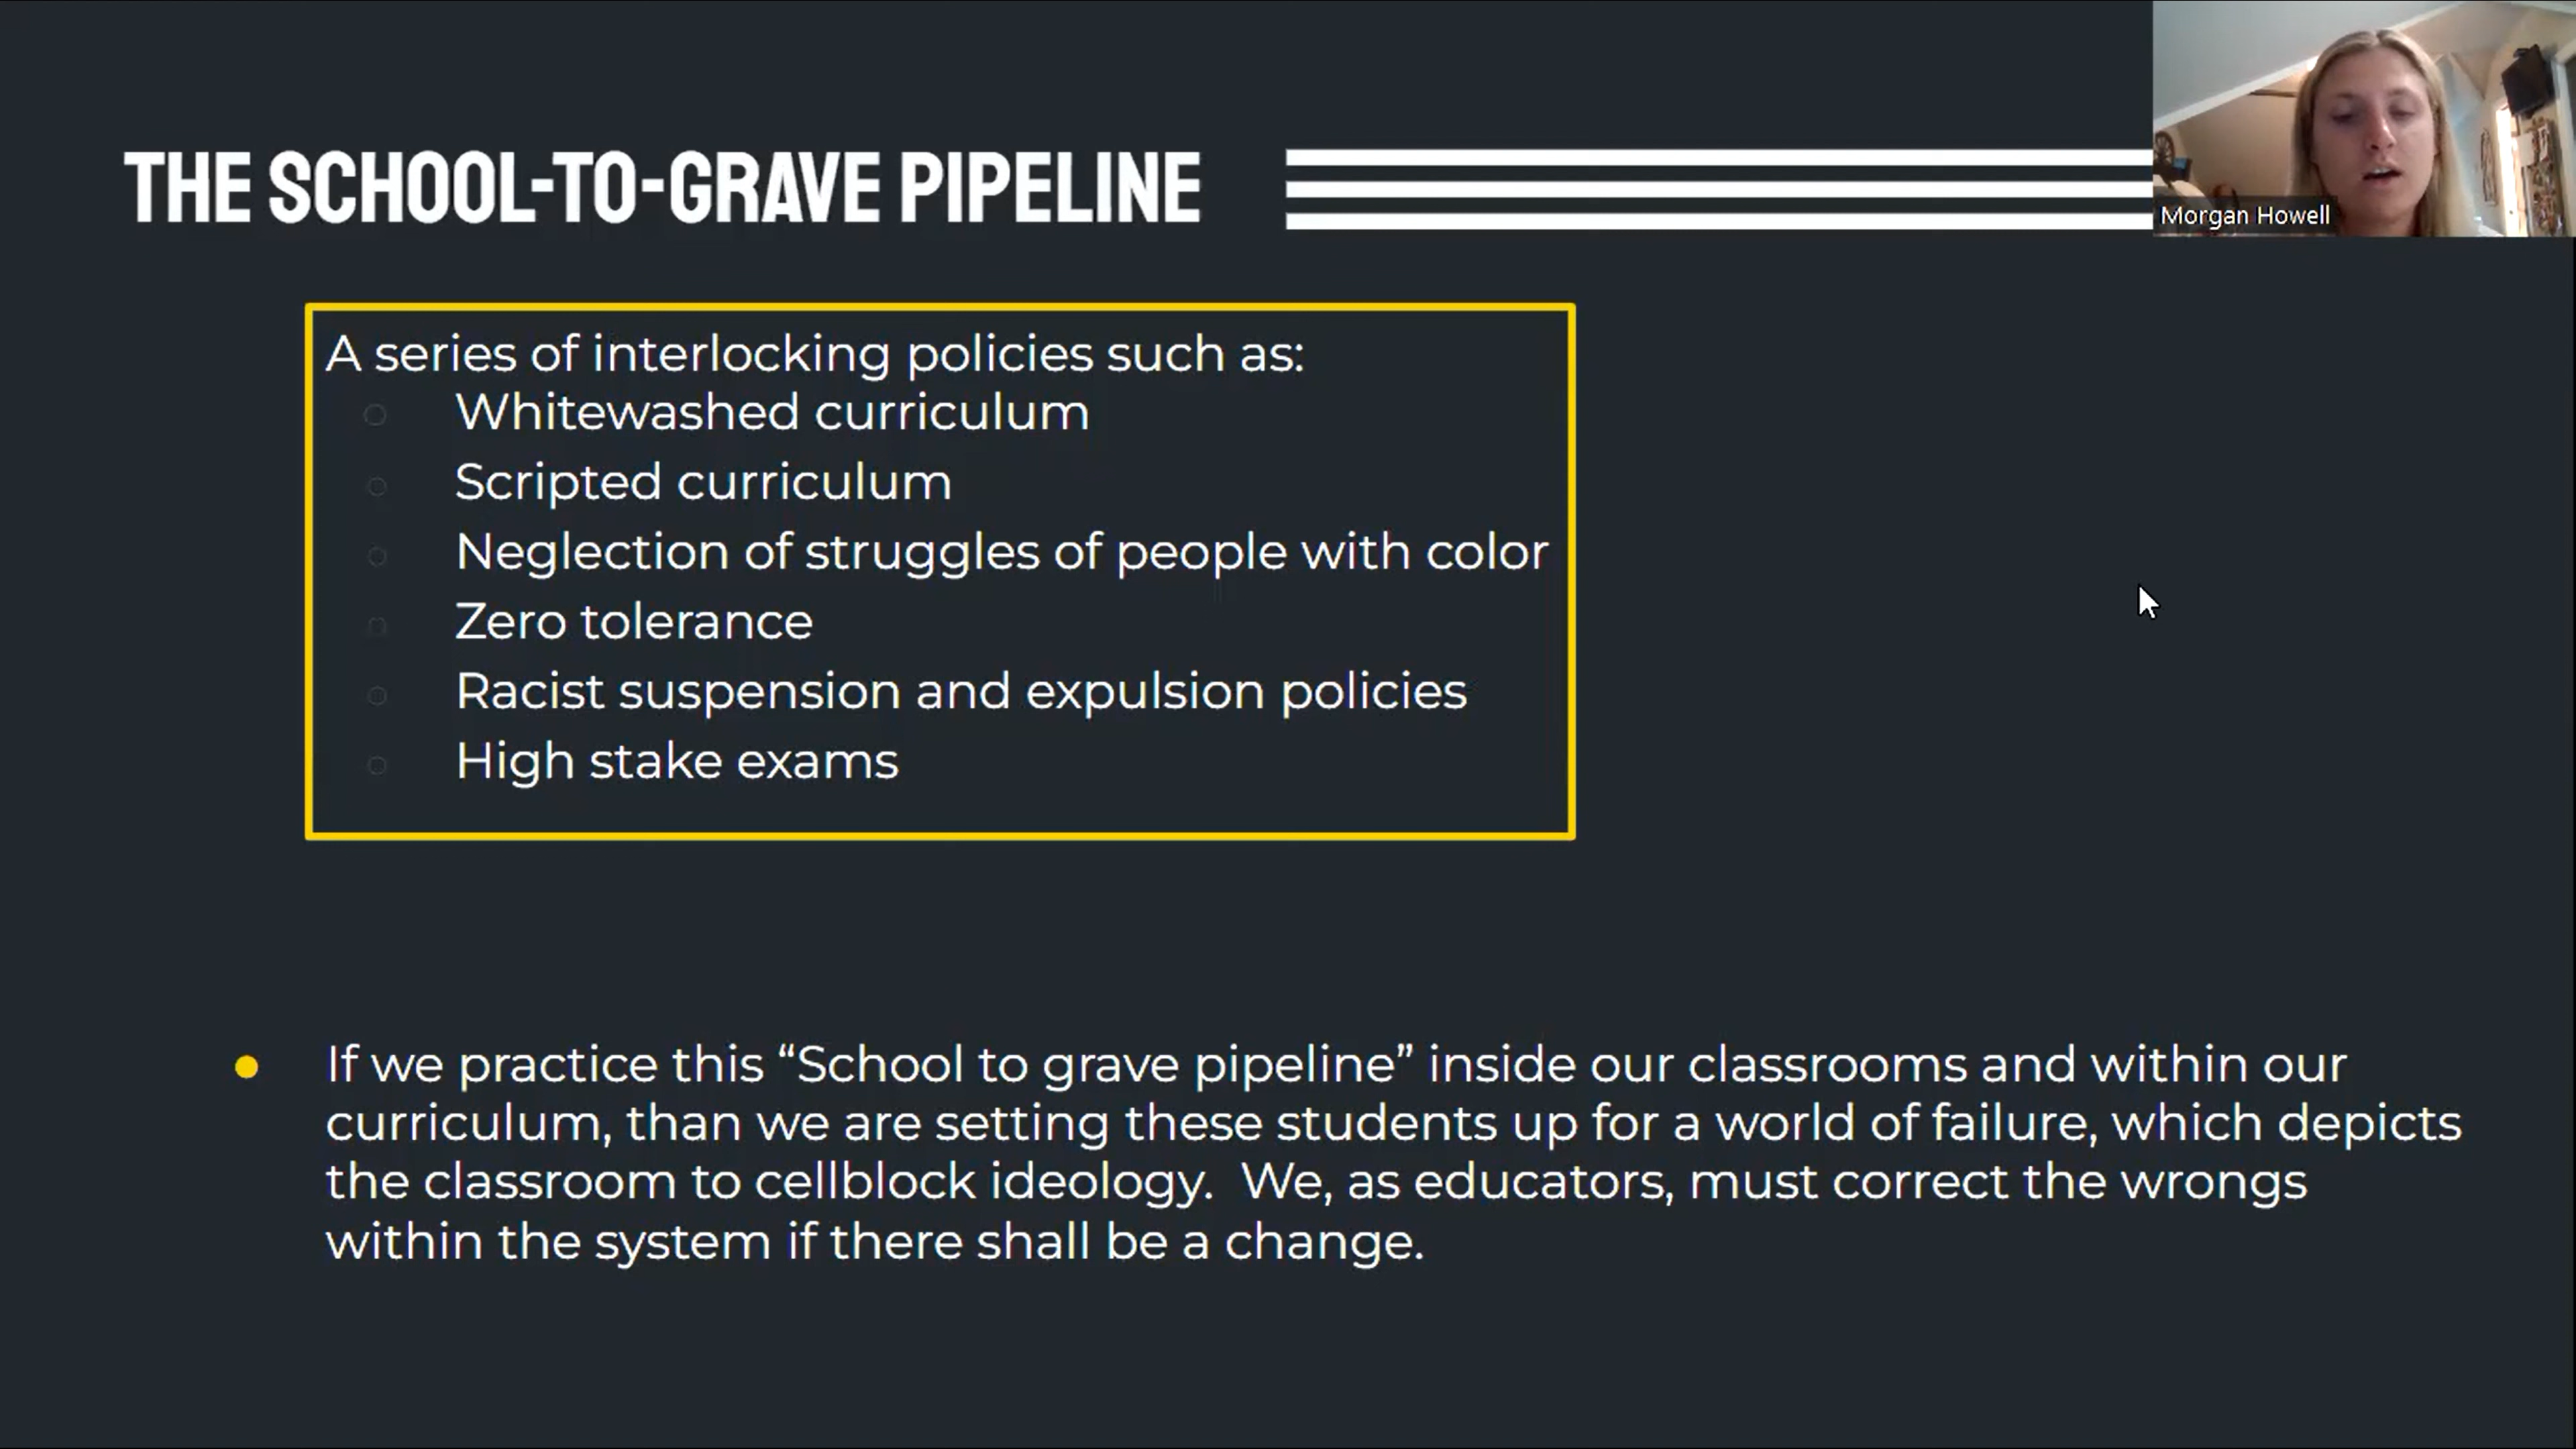 THE SCHOOL-TO-GRAVE PIPELINE
Morgan Howell
A series of interlocking policies such as:
Whitewashed curriculum
Scripted curriculum
Neglection of struggles of people with color
Zero tolerance
Racist suspension and expulsion policies
High stake exams
If we practice this “School to grave pipeline” inside our classrooms and within our
curriculum, than we are setting these students up for a world of failure, which depicts
the classroom to cellblock ideology.  We, as educators, must correct the wrongs
within the system if there shall be a change.